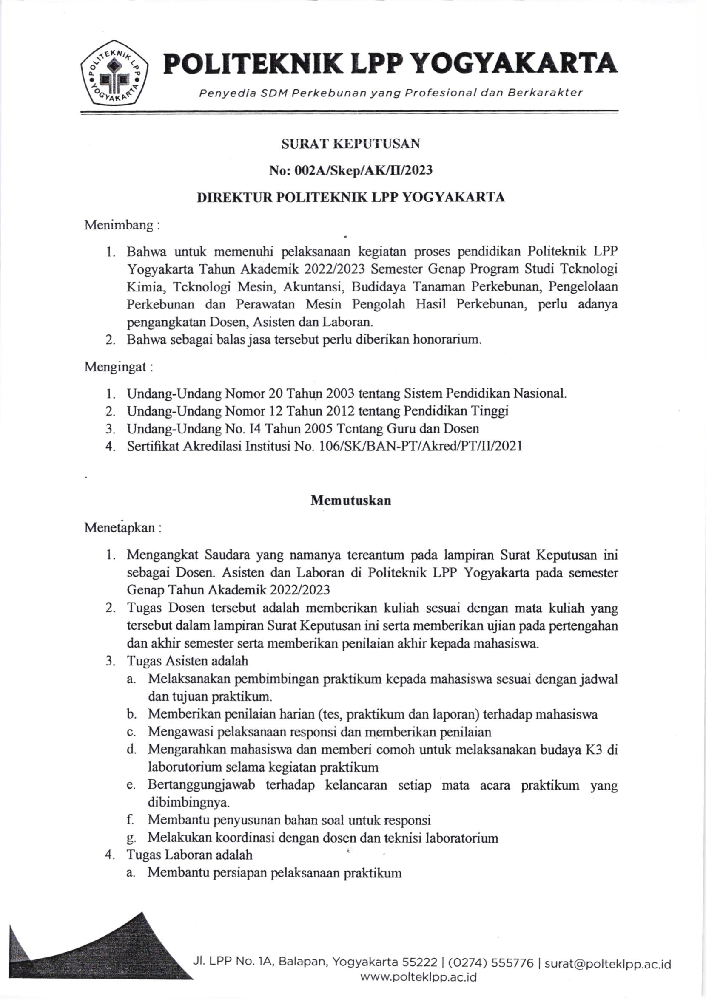 POLITEKNIK LPP
YOGYAKARTA
POLITEKNIK LPP YOGYAKARTA
Penyedia SDM Perkebunan yang Profesional dan Berkarakter
SURAT KEPUTUSAN
No: 002A/Skep/AK/II/2023
DIREKTUR POLITEKNIK LPP YOGYAKARTA
Menimbang :
1. Bahwa untuk memenuhi pelaksanaan kegiatan proses pendidikan Politeknik LPP
Yogyakarta Tahun Akademik 2022/2023 Semester Genap Program Studi Tcknologi
Kimia, Tcknologi Mesin, Akuntansi, Budidaya Tanaman Perkebunan, Pengelolaan
Perkebunan dan Perawatan Mesin Pengolah Hasil Perkebunan, perlu adanya
pengangkatan Dosen, Asisten dan Laboran.
2. Bahwa sebagai balas jasa tersebut perlu diberikan honorarium.
Mengingat :
1. Undang-Undang Nomor 20 Tahun 2003 tentang Sistem Pendidikan Nasional.
2. Undang-Undang Nomor 12 Tahun 2012 tentang Pendidikan Tinggi
3. Undang-Undang No. I4 Tahun 2005 Tcntang Guru dan Dosen
4. Sertifikat Akredilasi Institusi No. 106/SK/BAN-PT/Akred/PT/II/2021
Memutuskan
Menetapkan :
1. Mengangkat Saudara yang namanya tereantum pada lampiran Surat Keputusan ini
sebagai Dosen. Asisten dan Laboran di Politeknik LPP Yogyakarta pada semester
Genap Tahun Akademik 2022/2023
2. Tugas Dosen tersebut adalah memberikan kuliah sesuai dengan mata kuliah yang
tersebut dalam lampiran Surat Keputusan ini serta memberikan ujian pada pertengahan
dan akhir semester serta memberikan penilaian akhir kepada mahasiswa.
3. Tugas Asisten adalah
a. Melaksanakan pembimbingan praktikum kepada mahasiswa sesuai dengan jadwal
dan tujuan praktikum.
b. Memberikan penilaian harian (tes, praktikum dan laporan) terhadap mahasiswa
c. Mengawasi pelaksanaan responsi dan memberikan penilaian
d. Mengarahkan mahasiswa dan memberi comoh untuk melaksanakan budaya K3 di
laborutorium selama kegiatan praktikum
e. Bertanggungjawab terhadap kelancaran setiap mata acara praktikum yang
dibimbingnya.
f. Membantu penyusunan bahan soal untuk responsi
g. Melakukan koordinasi dengan dosen dan teknisi laboratorium
4. Tugas Laboran adalah
a. Membantu persiapan pelaksanaan praktikum
Jl. LPP No. 1A, Balapan, Yogyakarta 55222 | (0274) 555776 | surat@polteklpp.ac.id
www.polteklpp.ac.id